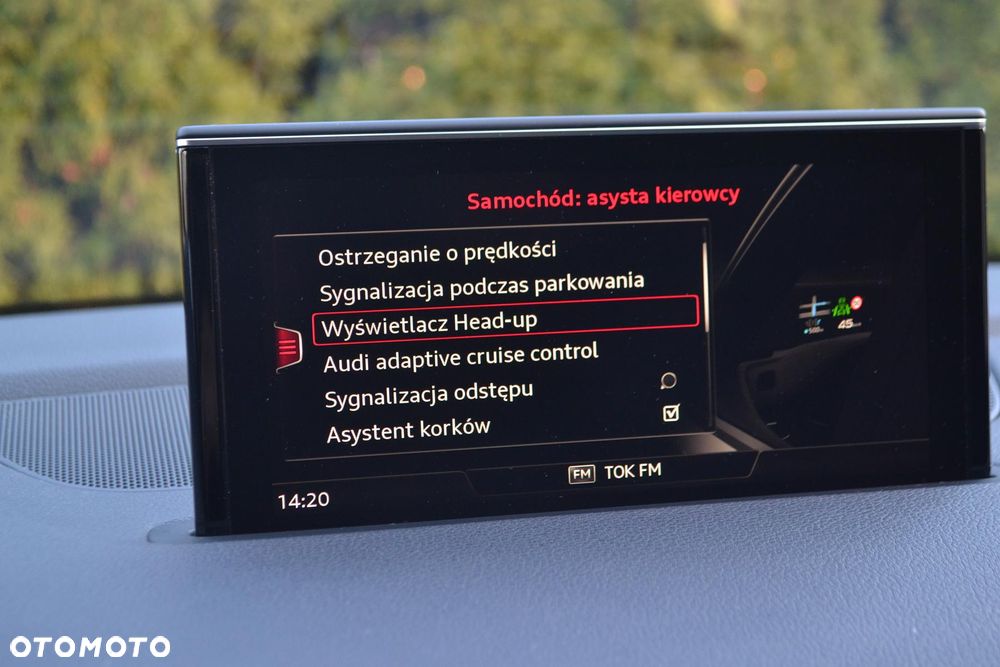 Samochód: asysta kierowcy
Ostrzeganie o prędkości
Sygnalizacja podczas parkowania
Wyświetlacz Head-up
Audi adaptive cruise control
Sygnalizacja odstępu
Asystent korków
45
FM TOK FM
14:20
OTOMOTO